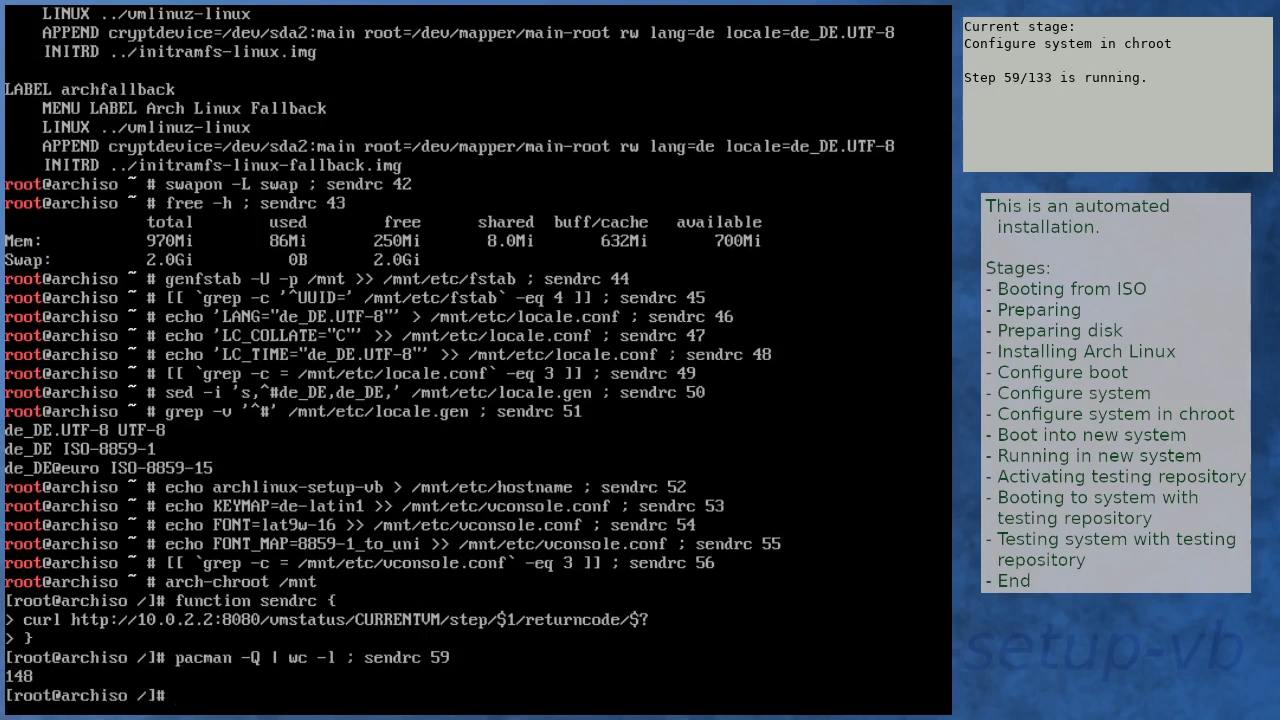 LINUX ../vmlinuz-linux
    APPEND cryptdevice=/dev/sda2:main root=/dev/mapper/main-root rw lang=de locale=de_DE.UTF-8
    INITRD ../initramfs-linux.img
LABEL archfallback
    MENU LABEL Arch Linux Fallback
    LINUX ../vmlinuz-linux
    APPEND cryptdevice=/dev/sda2:main root=/dev/mapper/main-root rw lang=de locale=de_DE.UTF-8
    INITRD ../initramfs-linux-fallback.img
root@archiso ~ # swapon -L swap ; sendrc 42
root@archiso ~ # free -h ; sendrc 43
               total        used        free      shared  buff/cache   available
Mem:           970Mi        86Mi       250Mi       8.0Mi       632Mi       700Mi
Swap:          2.0Gi          0B       2.0Gi
root@archiso ~ # genfstab -U -p /mnt >> /mnt/etc/fstab ; sendrc 44
root@archiso ~ # [[ `grep -c '^UUID=' /mnt/etc/fstab` -eq 4 ]] ; sendrc 45
root@archiso ~ # echo 'LANG="de_DE.UTF-8"' > /mnt/etc/locale.conf ; sendrc 46
root@archiso ~ # echo 'LC_COLLATE="C"' >> /mnt/etc/locale.conf ; sendrc 47
root@archiso ~ # echo 'LC_TIME="de_DE.UTF-8"' >> /mnt/etc/locale.conf ; sendrc 48
root@archiso ~ # [[ `grep -c = /mnt/etc/locale.conf` -eq 3 ]] ; sendrc 49
root@archiso ~ # sed -i 's,^#de_DE,de_DE,' /mnt/etc/locale.gen ; sendrc 50
root@archiso ~ # grep -v '^#' /mnt/etc/locale.gen ; sendrc 51
de_DE.UTF-8 UTF-8
de_DE ISO-8859-1
de_DE@euro ISO-8859-15
root@archiso ~ # echo archlinux-setup-vb > /mnt/etc/hostname ; sendrc 52
root@archiso ~ # echo KEYMAP=de-latin1 >> /mnt/etc/vconsole.conf ; sendrc 53
root@archiso ~ # echo FONT=lat9w-16 >> /mnt/etc/vconsole.conf ; sendrc 54
root@archiso ~ # echo FONT_MAP=8859-1_to_uni >> /mnt/etc/vconsole.conf ; sendrc 55
root@archiso ~ # [[ `grep -c = /mnt/etc/vconsole.conf` -eq 3 ]] ; sendrc 56
root@archiso ~ # arch-chroot /mnt
[root@archiso /]# function sendrc {
> curl http://10.0.2.2:8080/vmstatus/CURRENTVM/step/$1/returncode/$?
> }
[root@archiso /]# pacman -Q | wc -l ; sendrc 59
148
[root@archiso /]#
Current stage:
Configure system in chroot
Step 59/133 is running.
This is an automated
installation.
Stages:
- Booting from ISO
- Preparing
- Preparing disk
- Installing Arch Linux
- Configure boot
- Configure system
- Configure system in chroot
- Boot into new system
- Running in new system
- Activating testing repository
- Booting to system with
testing repository
- Testing system with testing
repository
- End
-setup-vb